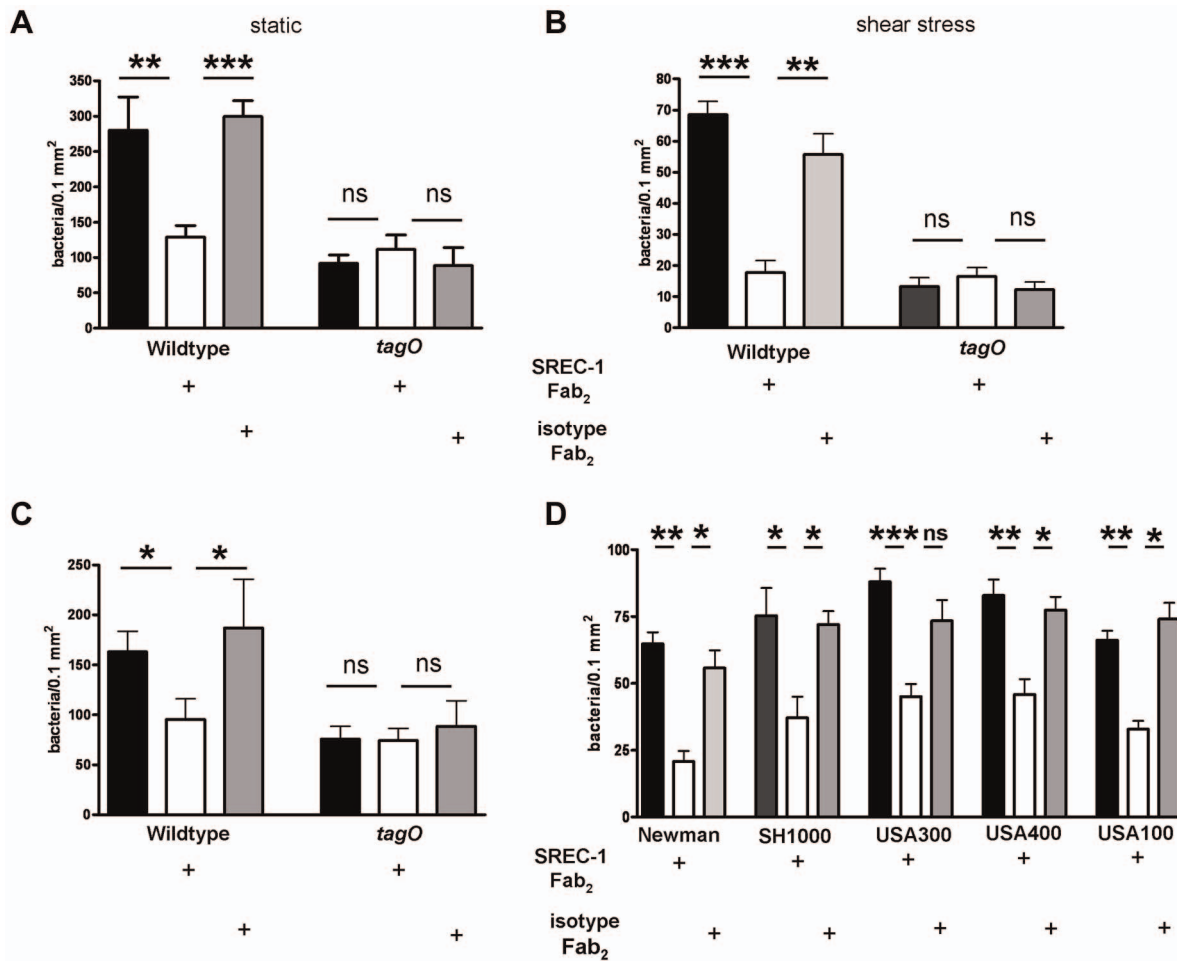 A
static
B
shear stress
** ***
*** **
350
300
250
200
150
100
50
0
bacteria/0.1 mm²
ns ns
Wildtype tagO
+ +
+ +
80
70
60
50
40
30
20
10
0
bacteria/0.1 mm²
ns ns
Wildtype tagO
SREC-1
Fab₂
+ +
isotype
Fab₂
+ +
C
* *
250
200
150
100
50
0
bacteria/0.1 mm²
ns ns
Wildtype tagO
+ +
+ +
D
** * * * *** ns ** * ** *
100
75
50
25
0
bacteria/0.1 mm²
Newman SH1000 USA300 USA400 USA100
SREC-1
Fab₂
+ + + + +
isotype
Fab₂
+ + + + +